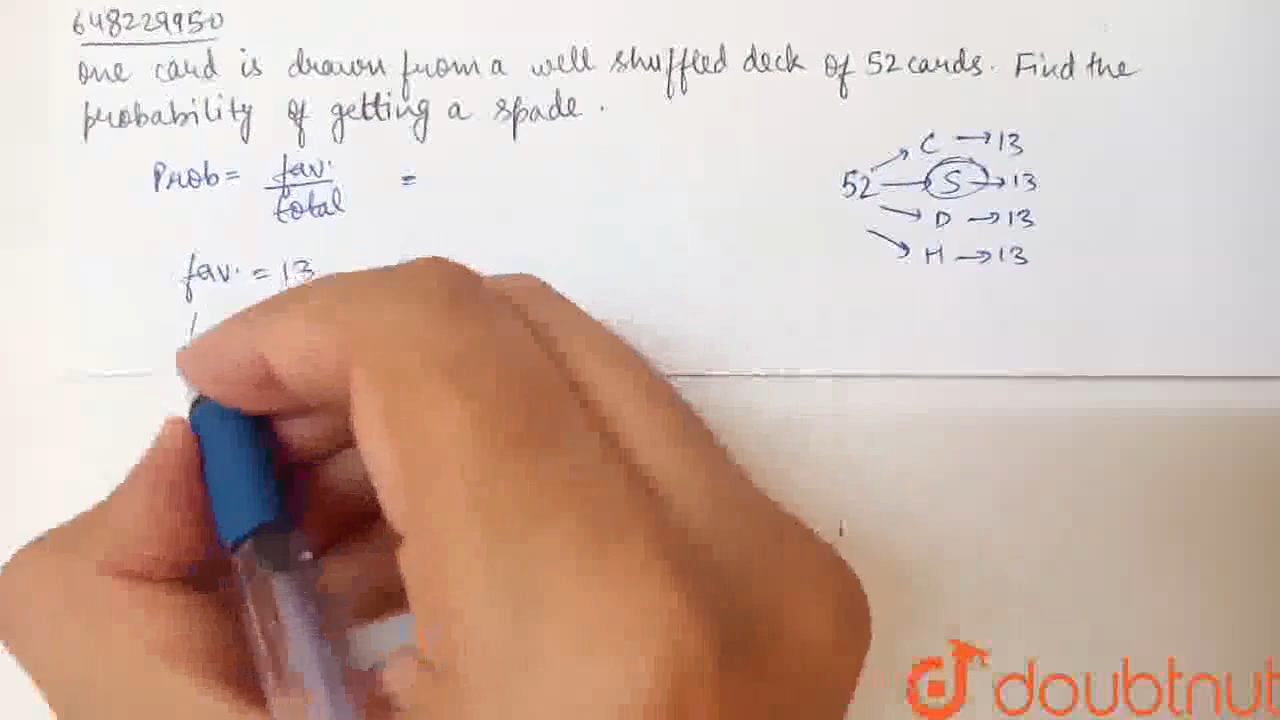 648229950
One card is drawn from a well shuffled deck of 52 cards. Find the
probability of getting a spade.
Prob = fav. / total =
52
C → 13
S → 13
D → 13
H → 13
fav. = 13
doubtnut